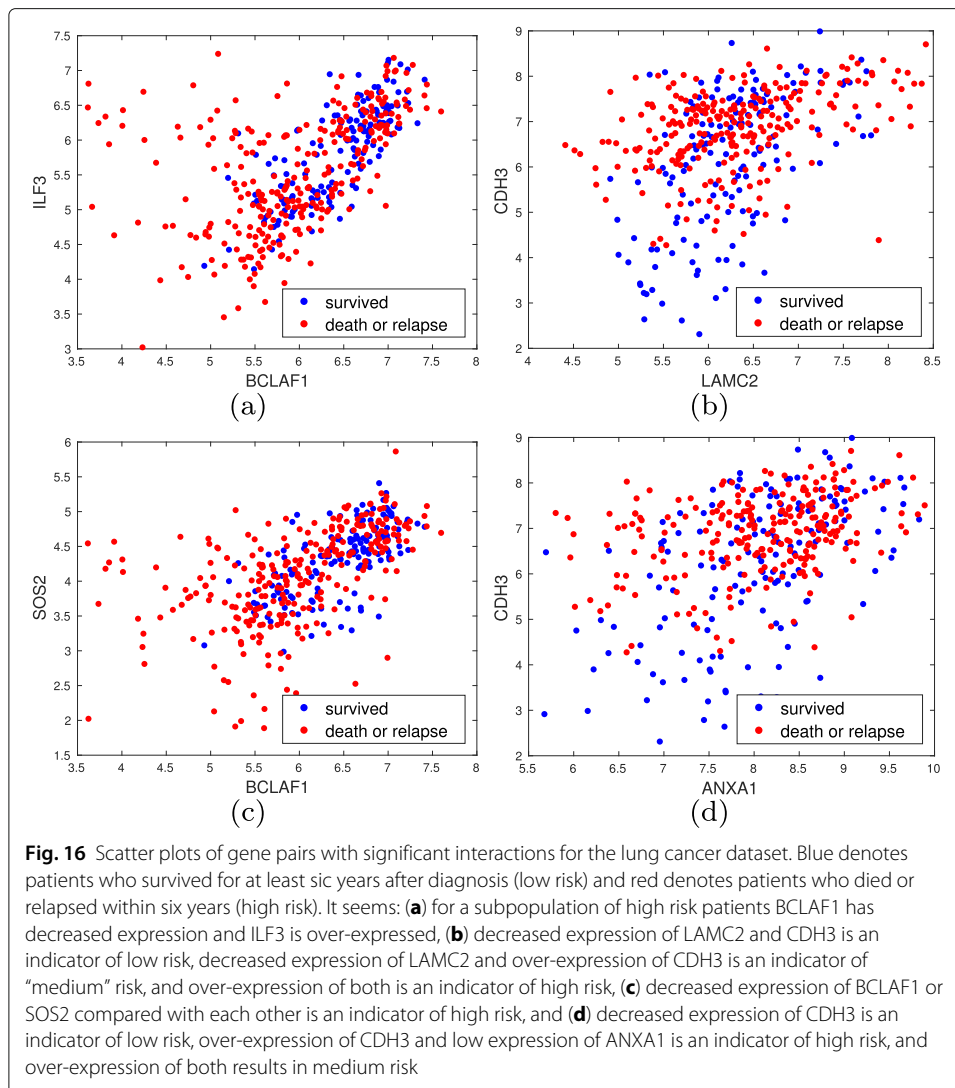 7.5
7
6.5
6
5.5
5
4.5
4
3.5
3
ILF3
3.5 4 4.5 5 5.5 6 6.5 7 7.5 8
BCLAF1
survived
death or relapse
(a)
9
8
7
6
5
4
3
2
CDH3
4 4.5 5 5.5 6 6.5 7 7.5 8 8.5
LAMC2
survived
death or relapse
(b)
6
5.5
5
4.5
4
3.5
3
2.5
2
1.5
SOS2
3.5 4 4.5 5 5.5 6 6.5 7 7.5 8
BCLAF1
survived
death or relapse
(c)
9
8
7
6
5
4
3
2
CDH3
5.5 6 6.5 7 7.5 8 8.5 9 9.5 10
ANXA1
survived
death or relapse
(d)
Fig. 16 Scatter plots of gene pairs with significant interactions for the lung cancer dataset. Blue denotes
patients who survived for at least sic years after diagnosis (low risk) and red denotes patients who died or
relapsed within six years (high risk). It seems: (a) for a subpopulation of high risk patients BCLAF1 has
decreased expression and ILF3 is over-expressed, (b) decreased expression of LAMC2 and CDH3 is an
indicator of low risk, decreased expression of LAMC2 and over-expression of CDH3 is an indicator of
“medium” risk, and over-expression of both is an indicator of high risk, (c) decreased expression of BCLAF1 or
SOS2 compared with each other is an indicator of high risk, and (d) decreased expression of CDH3 is an
indicator of low risk, over-expression of CDH3 and low expression of ANXA1 is an indicator of high risk, and
over-expression of both results in medium risk